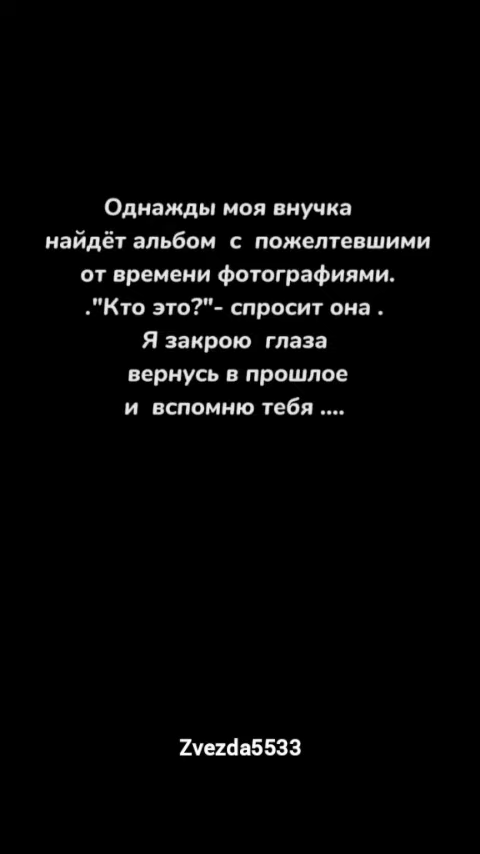 Однажды моя внучка
найдёт альбом с пожелтевшими
от времени фотографиями.
."Кто это?"- спросит она .
Я закрою глаза
вернусь в прошлое
и вспомню тебя ....
Zvezda5533